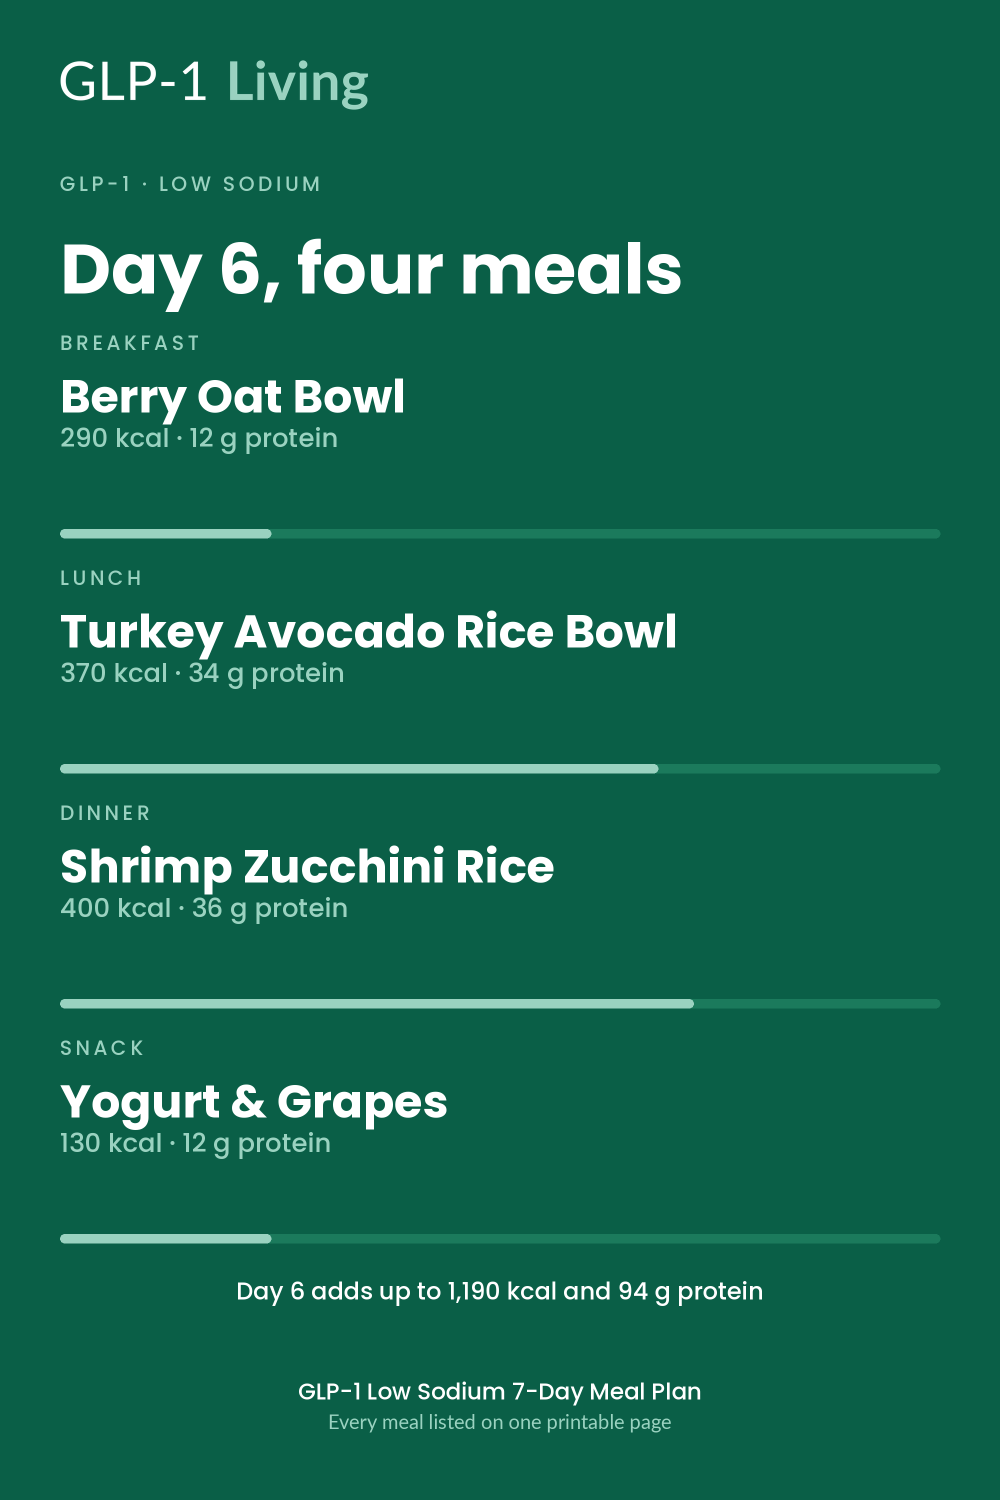 GLP-1 Living
GLP-1 · LOW SODIUM
Day 6, four meals
BREAKFAST
Berry Oat Bowl
290 kcal · 12 g protein
LUNCH
Turkey Avocado Rice Bowl
370 kcal · 34 g protein
DINNER
Shrimp Zucchini Rice
400 kcal · 36 g protein
SNACK
Yogurt & Grapes
130 kcal · 12 g protein
Day 6 adds up to 1,190 kcal and 94 g protein
GLP-1 Low Sodium 7-Day Meal Plan
Every meal listed on one printable page